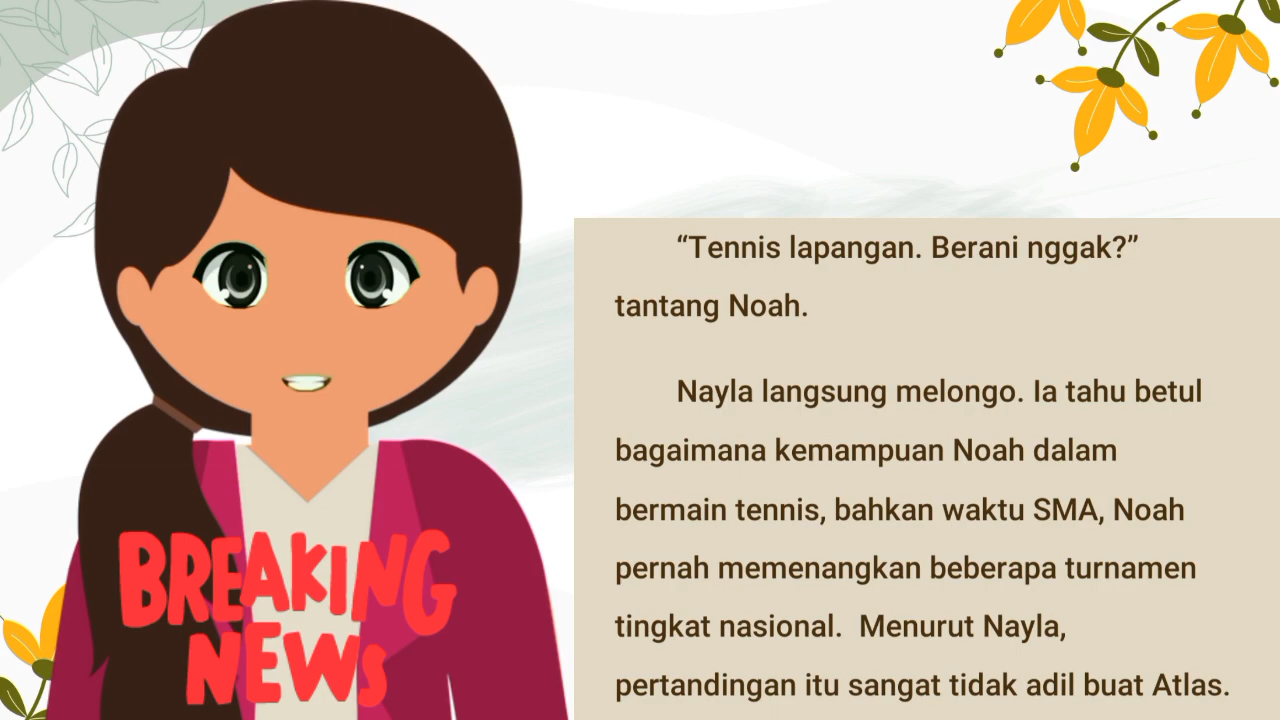 “Tennis lapangan. Berani nggak?”
tantang Noah.
Nayla langsung melongo. Ia tahu betul
bagaimana kemampuan Noah dalam
bermain tennis, bahkan waktu SMA, Noah
pernah memenangkan beberapa turnamen
tingkat nasional.  Menurut Nayla,
pertandingan itu sangat tidak adil buat Atlas.
BREAKING
NEWS